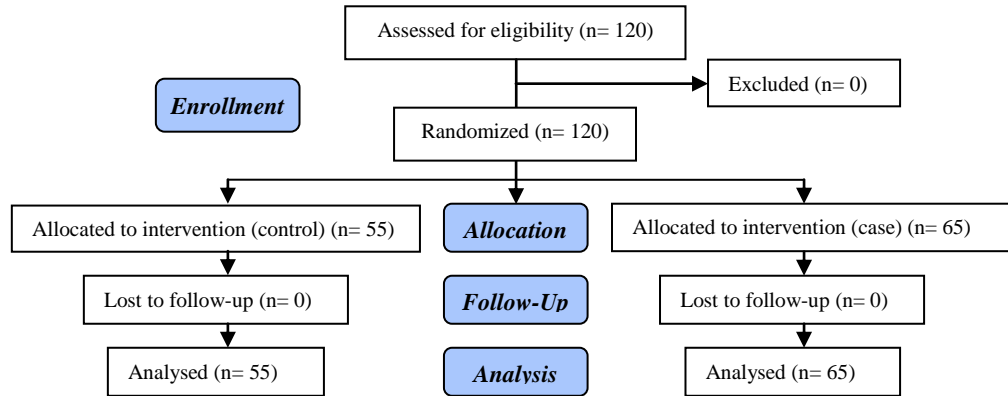 Assessed for eligibility (n= 120)
Excluded (n= 0)
Enrollment
Randomized (n= 120)
Allocated to intervention (control) (n= 55)
Allocation
Allocated to intervention (case) (n= 65)
Lost to follow-up (n= 0)
Follow-Up
Lost to follow-up (n= 0)
Analysed (n= 55)
Analysis
Analysed (n= 65)